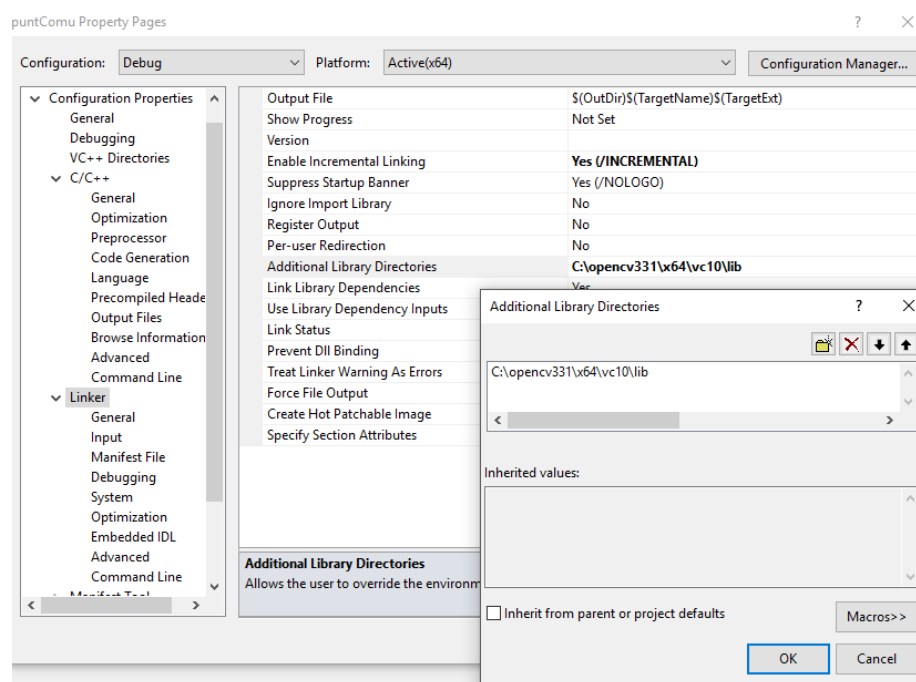 puntComu Property Pages
Configuration: Debug Platform: Active(x64) Configuration Manager...
Configuration Properties
General
Debugging
VC++ Directories
C/C++
General
Optimization
Preprocessor
Code Generation
Language
Precompiled Heade
Output Files
Browse Information
Advanced
Command Line
Linker
General
Input
Manifest File
Debugging
System
Optimization
Embedded IDL
Advanced
Command Line
Manifest Tool
Output File $(OutDir)$(TargetName)$(TargetExt)
Show Progress Not Set
Version
Enable Incremental Linking Yes (/INCREMENTAL)
Suppress Startup Banner Yes (/NOLOGO)
Ignore Import Library No
Register Output No
Per-user Redirection No
Additional Library Directories C:\opencv331\x64\vc10\lib
Link Library Dependencies Yes
Use Library Dependency Inputs
Link Status
Prevent Dll Binding
Treat Linker Warning As Errors
Force File Output
Create Hot Patchable Image
Specify Section Attributes
Additional Library Directories
Allows the user to override the environm
Additional Library Directories
C:\opencv331\x64\vc10\lib
Inherited values:
Inherit from parent or project defaults
Macros>>
OK Cancel